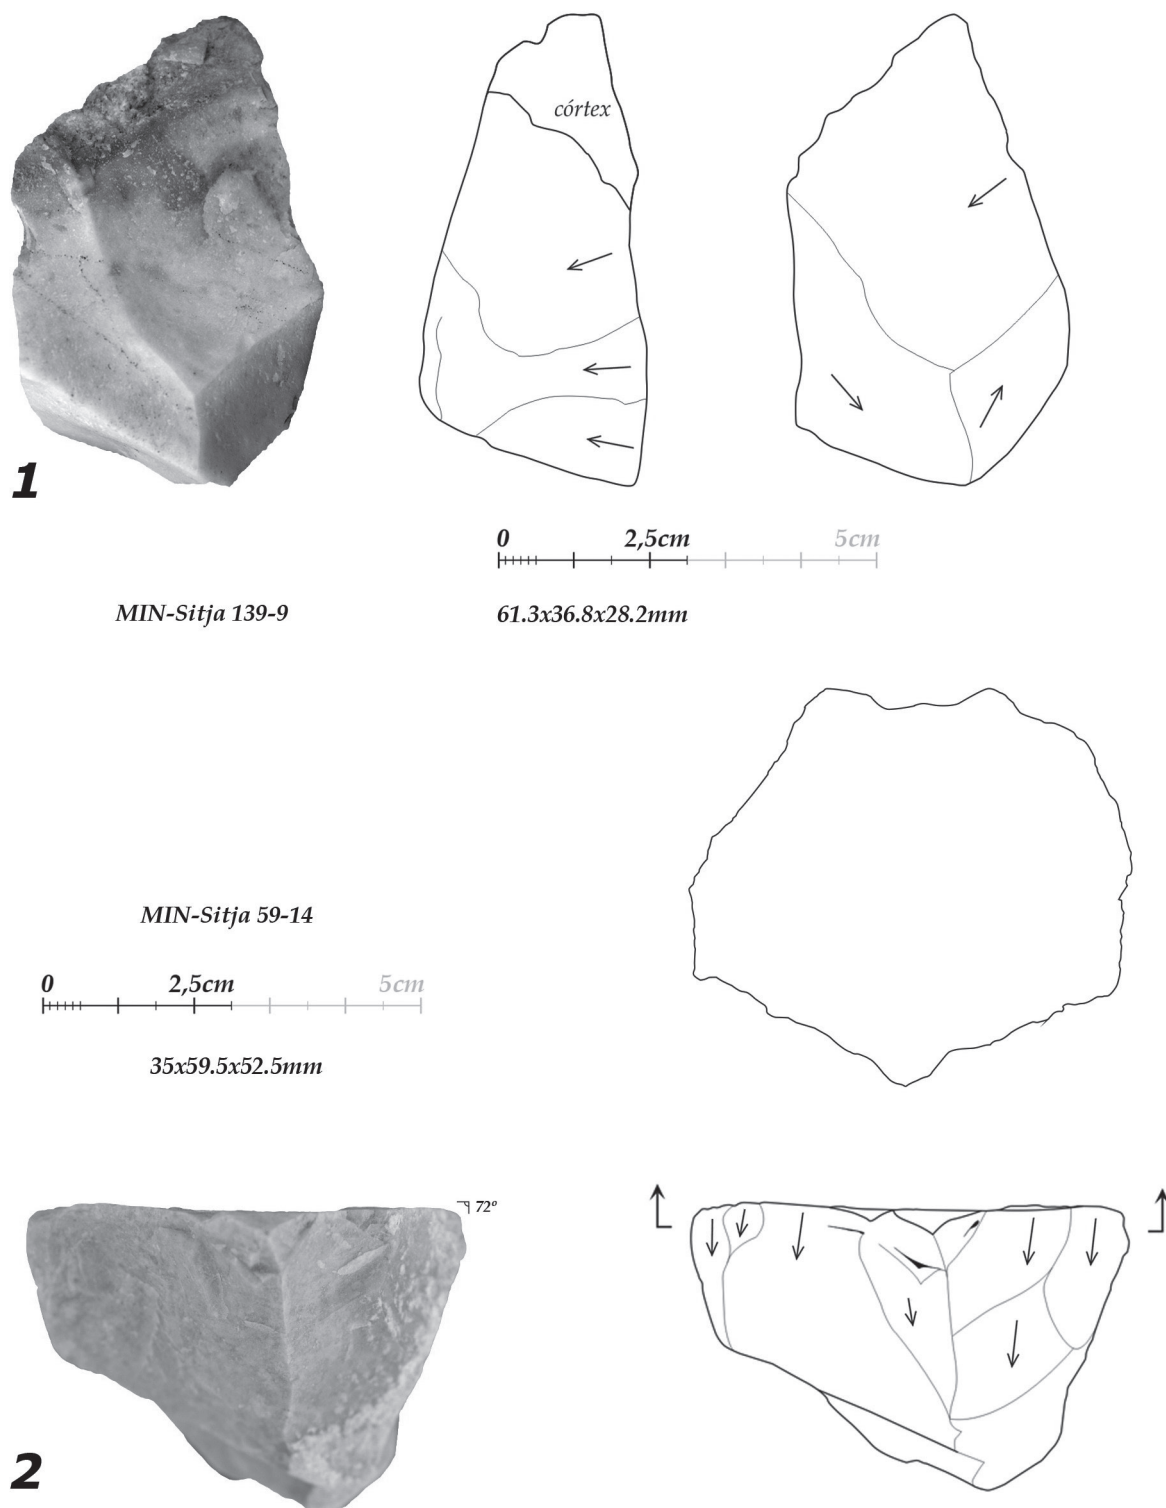 córtex
1
0 2,5cm 5cm
MIN-Sitja 139-9
61.3x36.8x28.2mm
MIN-Sitja 59-14
0 2,5cm 5cm
35x59.5x52.5mm
72º
2